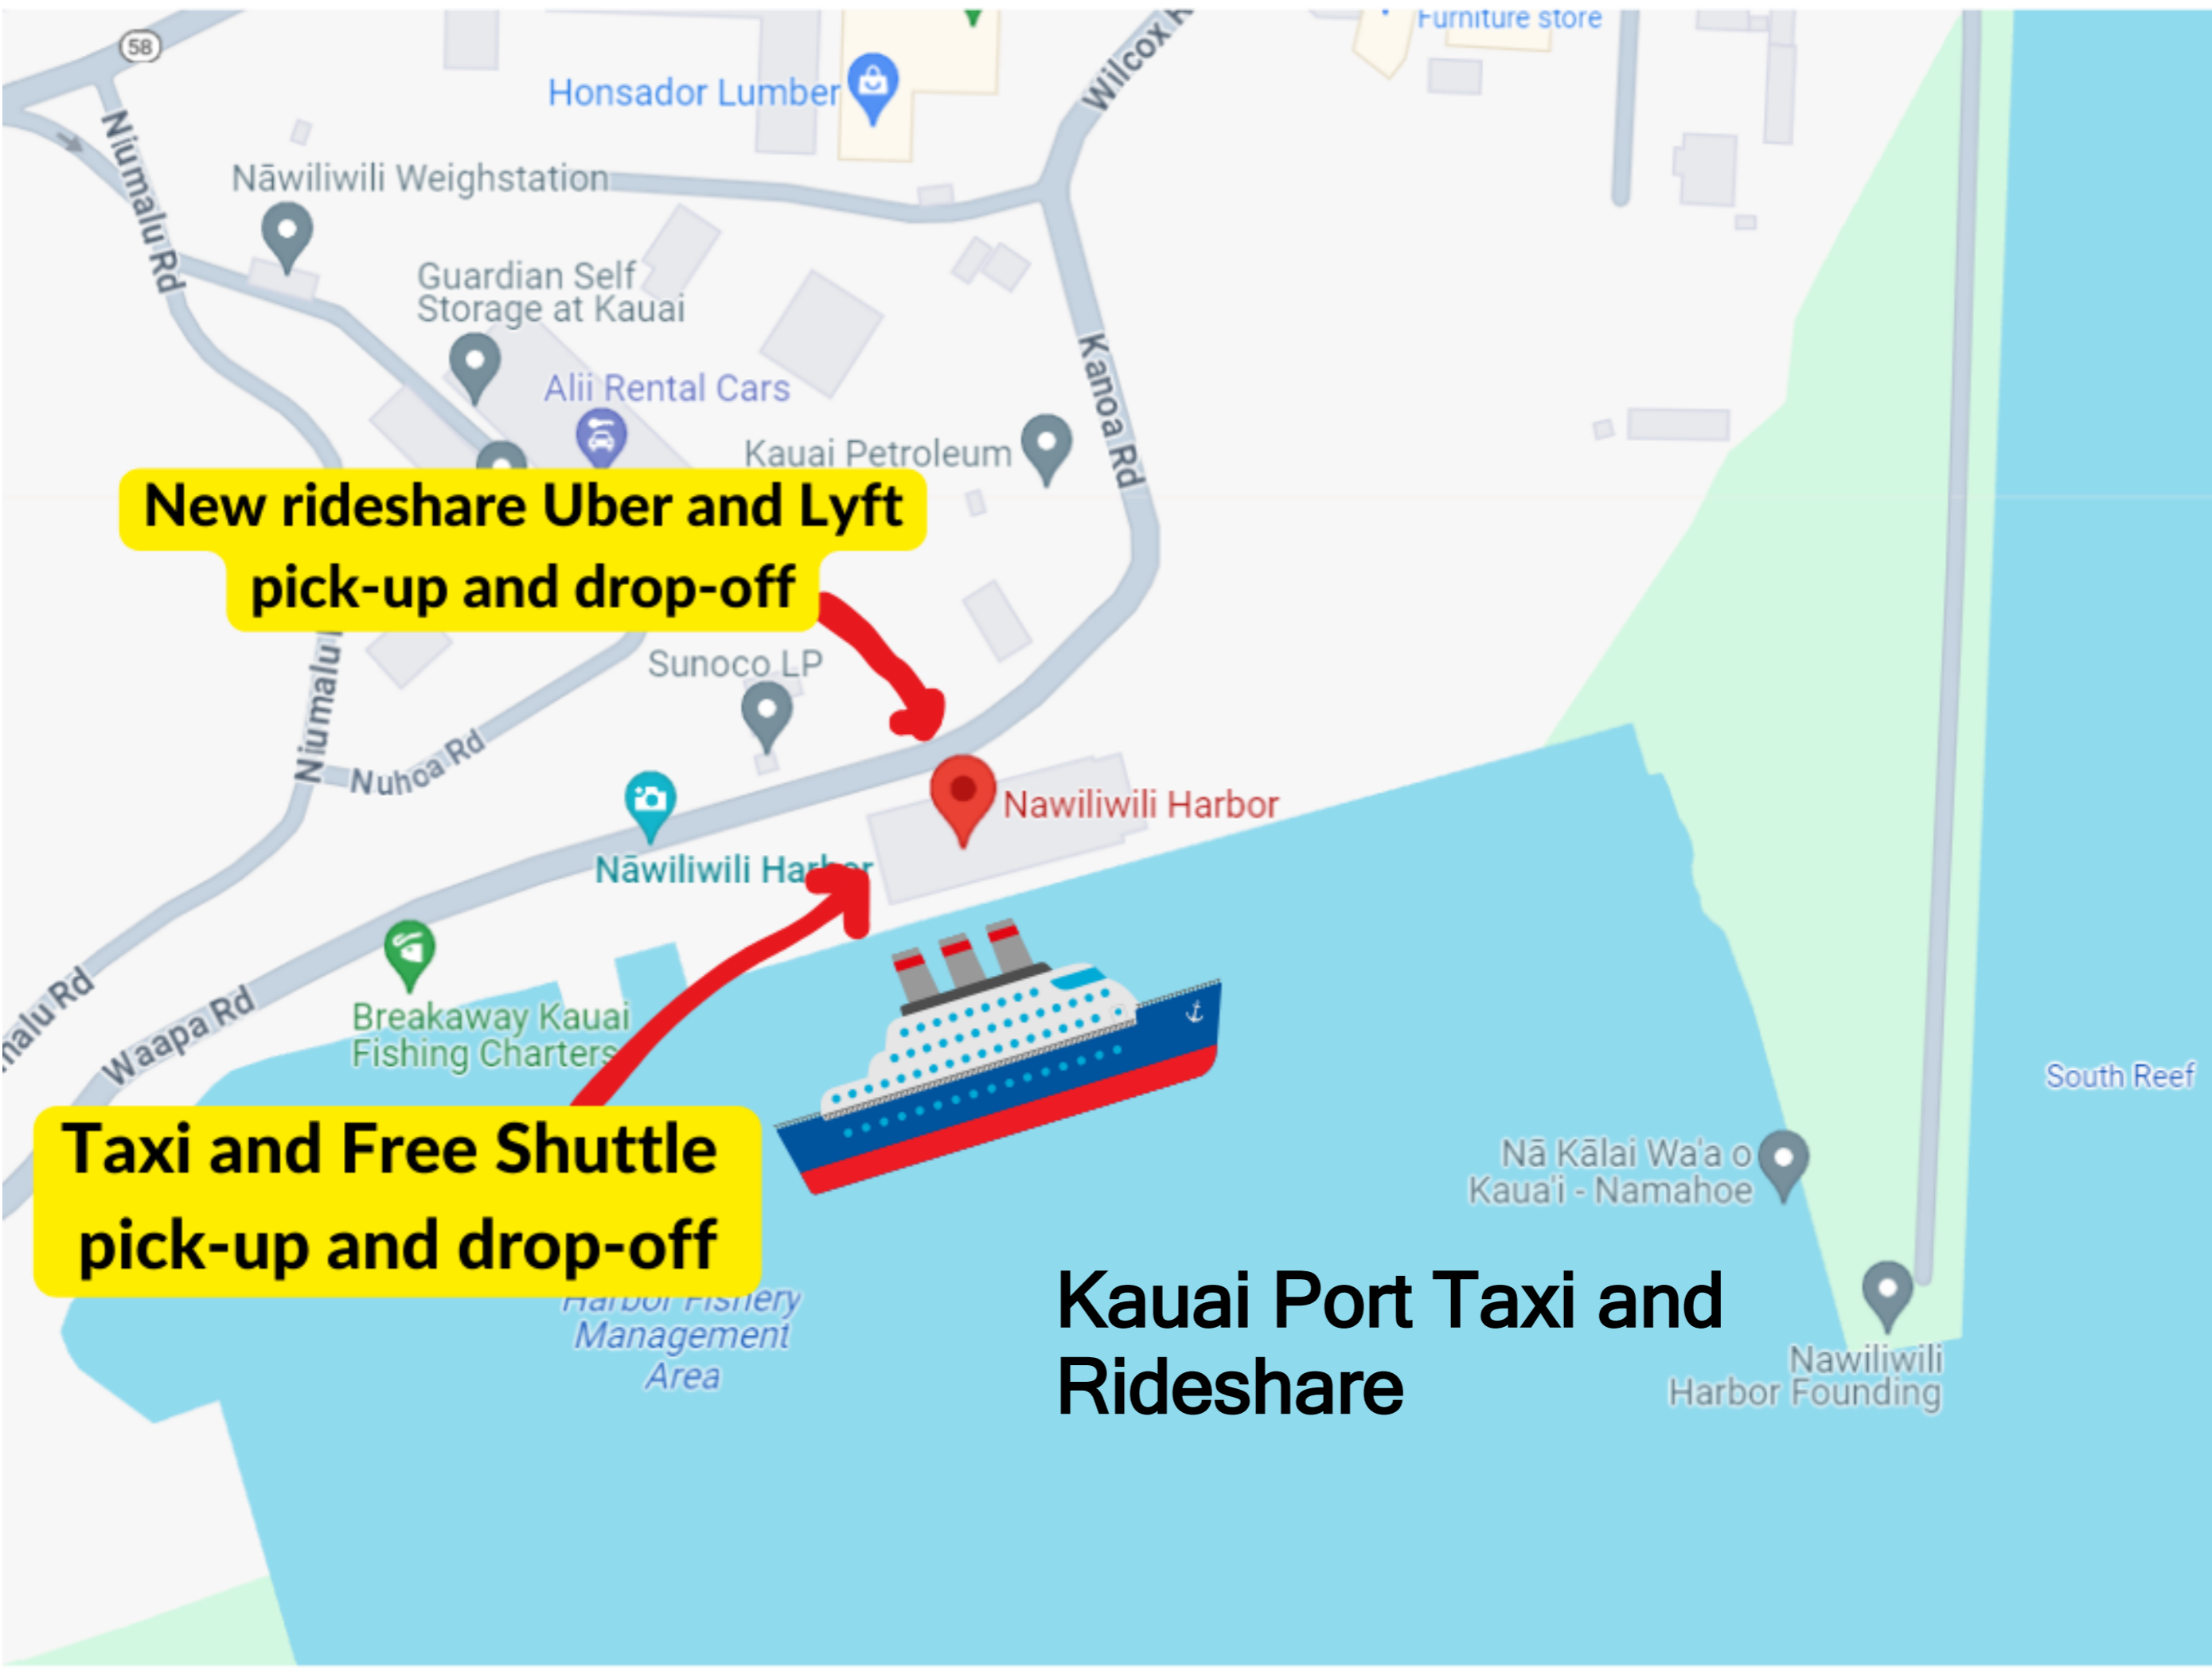 58
Furniture store
Wilcox R
Honsador Lumber
Niumalu Rd
Nāwiliwili Weighstation
Guardian Self
Storage at Kauai
Alii Rental Cars
Kanoa Rd
Kauai Petroleum
New rideshare Uber and Lyft
pick-up and drop-off
Niumalu
Sunoco LP
Nuhoa Rd
Nawiliwili Harbor
Nāwiliwili Harbor
Breakaway Kauai
Fishing Charters
malu Rd
Waapa Rd
South Reef
Taxi and Free Shuttle
pick-up and drop-off
Nā Kālai Wa'a o
Kaua'i - Namahoe
Harbor Fishery
Management
Area
Kauai Port Taxi and
Rideshare
Nawiliwili
Harbor Founding